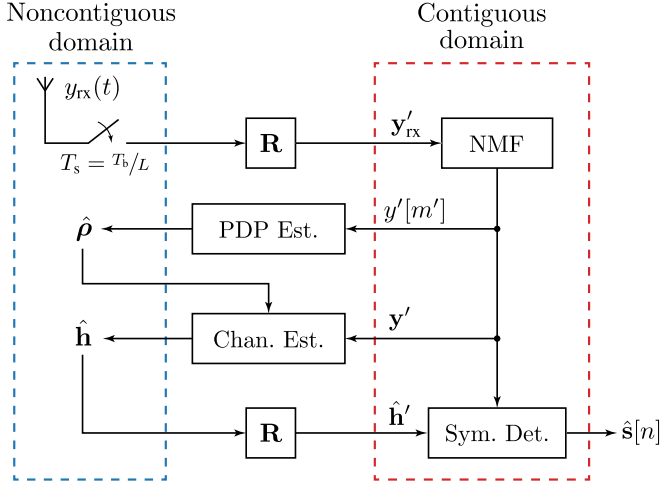 Noncontiguous
domain
Contiguous
domain
y_rx(t)
T_s = T_b/L
R
y′_rx
NMF
ρ̂
PDP Est.
y′[m′]
ĥ
Chan. Est.
y′
R
ĥ′
Sym. Det.
ŝ[n]